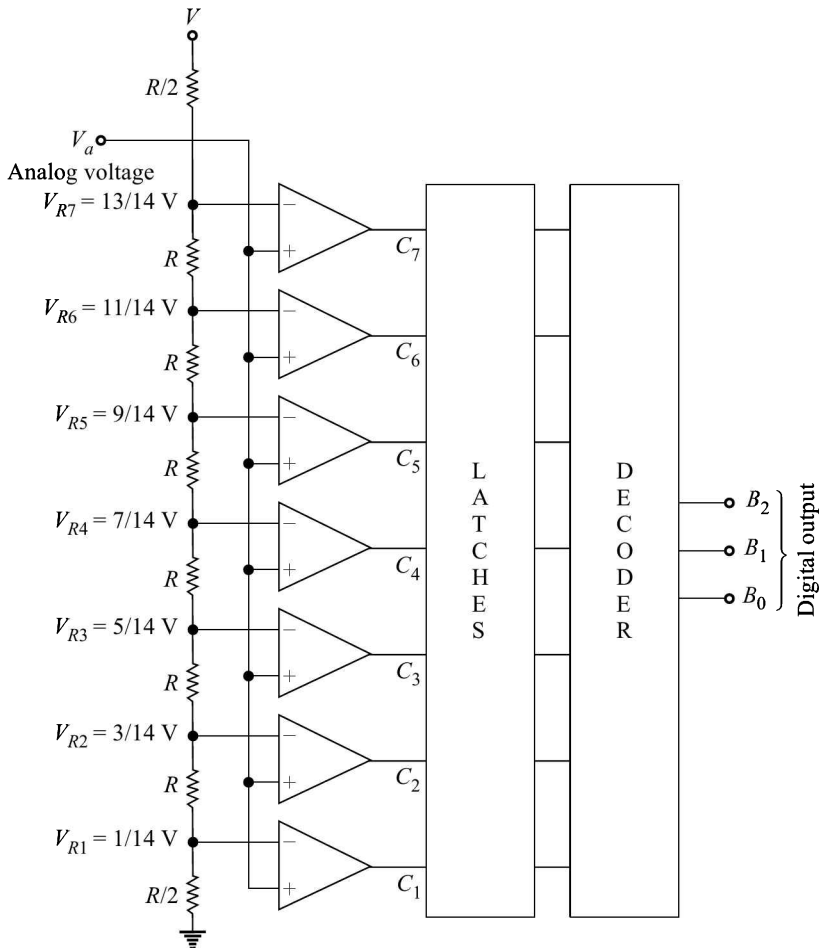 V
R/2
Vₐ
Analog voltage
V_R7 = 13/14 V
−
+
C₇
R
V_R6 = 11/14 V
−
+
C₆
R
V_R5 = 9/14 V
−
+
C₅
R
V_R4 = 7/14 V
−
+
C₄
R
V_R3 = 5/14 V
−
+
C₃
R
V_R2 = 3/14 V
−
+
C₂
R
V_R1 = 1/14 V
−
+
C₁
R/2
LATCHES
DECODER
B₂
B₁
B₀
Digital output